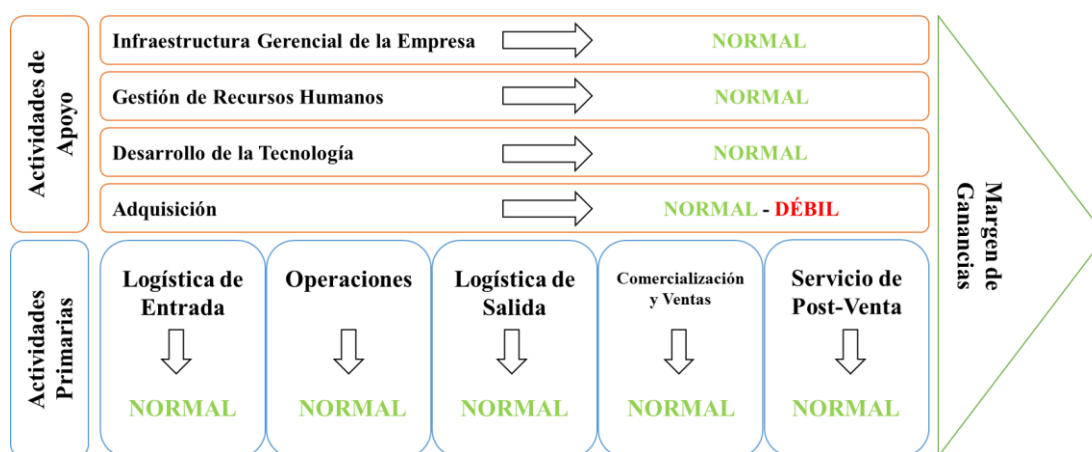 Actividades de
Apoyo
Infraestructura Gerencial de la Empresa NORMAL
Gestión de Recursos Humanos NORMAL
Desarrollo de la Tecnología NORMAL
Adquisición NORMAL - DÉBIL
Actividades
Primarias
Logística de
Entrada
NORMAL
Operaciones
NORMAL
Logística de
Salida
NORMAL
Comercialización
y Ventas
NORMAL
Servicio de
Post-Venta
NORMAL
Margen de
Ganancias